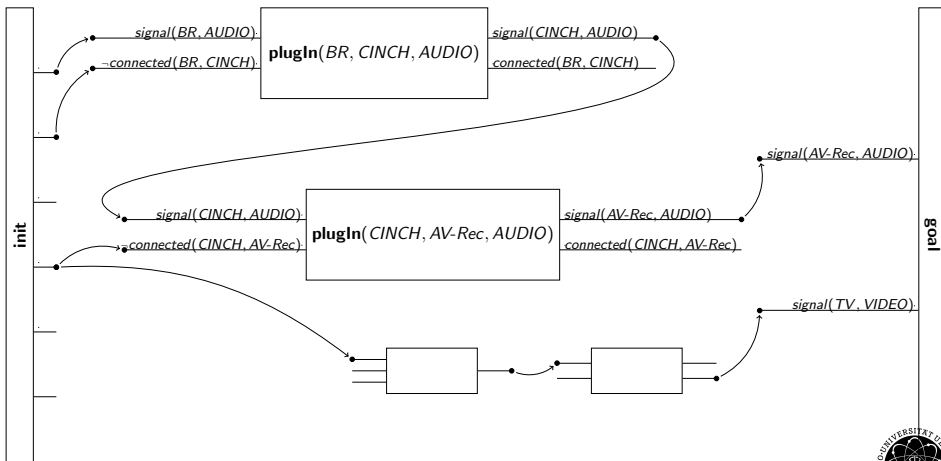 signal(BR, AUDIO)
¬connected(BR, CINCH)
plugIn(BR, CINCH, AUDIO)
signal(CINCH, AUDIO)
connected(BR, CINCH)
signal(AV-Rec, AUDIO)
init
signal(CINCH, AUDIO)
¬connected(CINCH, AV-Rec)
plugIn(CINCH, AV-Rec, AUDIO)
signal(AV-Rec, AUDIO)
connected(CINCH, AV-Rec)
goal
signal(TV, VIDEO)
O-UNIVERSITÄT U